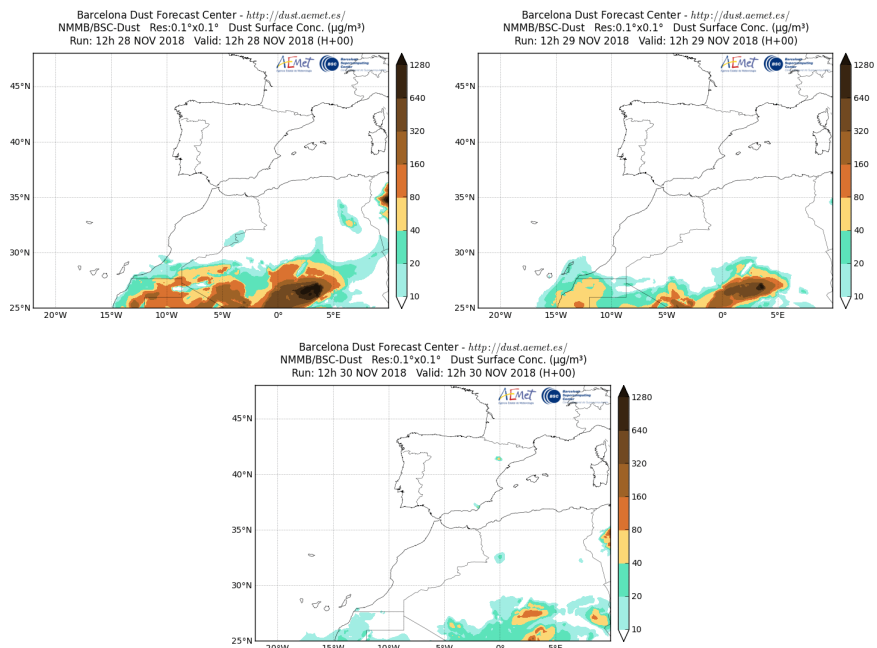 Barcelona Dust Forecast Center - http://dust.aemet.es/
NMMB/BSC-Dust Res:0.1°x0.1° Dust Surface Conc. (μg/m³)
Run: 12h 28 NOV 2018 Valid: 12h 28 NOV 2018 (H+00)
AEMet
BSC
45°N
40°N
35°N
30°N
25°N
20°W
15°W
10°W
5°W
0°
5°E
1280
640
320
160
80
40
20
10
Barcelona Dust Forecast Center - http://dust.aemet.es/
NMMB/BSC-Dust Res:0.1°x0.1° Dust Surface Conc. (μg/m³)
Run: 12h 29 NOV 2018 Valid: 12h 29 NOV 2018 (H+00)
AEMet
BSC
45°N
40°N
35°N
30°N
25°N
20°W
15°W
10°W
5°W
0°
5°E
1280
640
320
160
80
40
20
10
Barcelona Dust Forecast Center - http://dust.aemet.es/
NMMB/BSC-Dust Res:0.1°x0.1° Dust Surface Conc. (μg/m³)
Run: 12h 30 NOV 2018 Valid: 12h 30 NOV 2018 (H+00)
AEMet
BSC
45°N
40°N
35°N
30°N
25°N
20°W
15°W
10°W
5°W
0°
5°E
1280
640
320
160
80
40
20
10